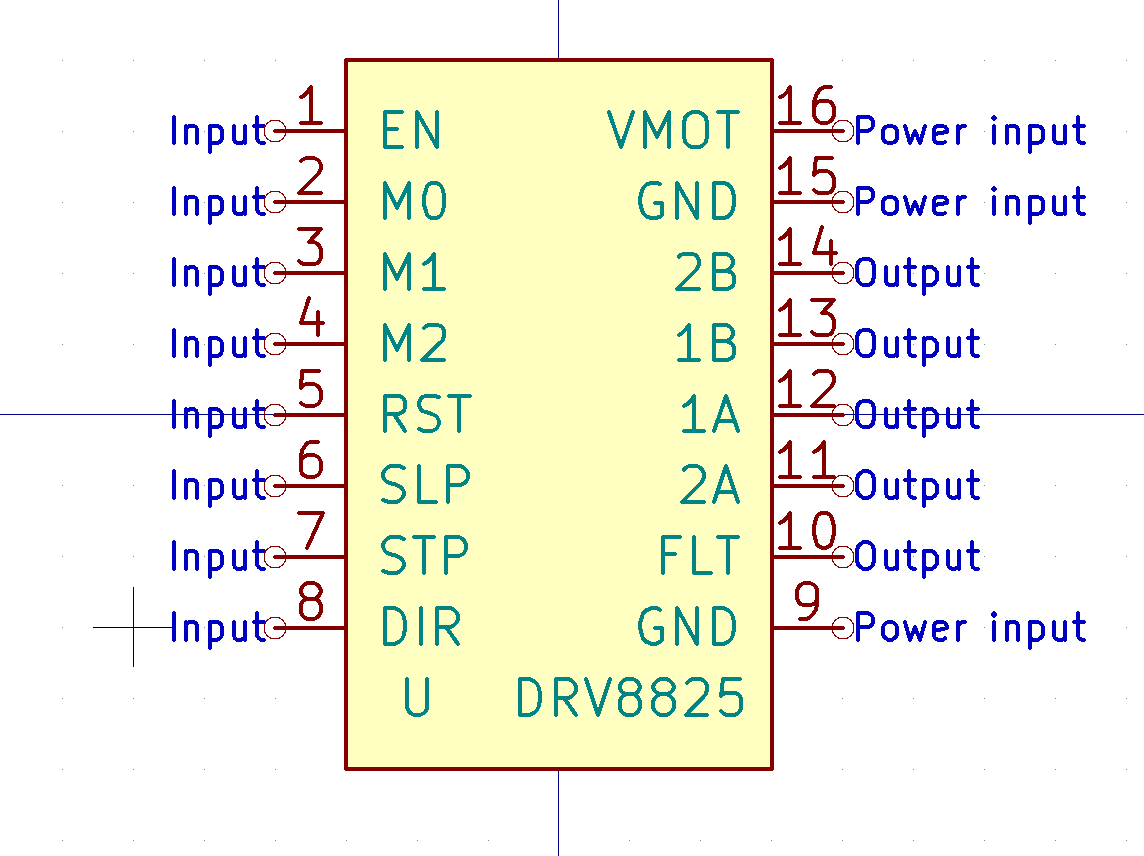 Input 1 EN VMOT 16 Power input
Input 2 M0 GND 15 Power input
Input 3 M1 2B 14 Output
Input 4 M2 1B 13 Output
Input 5 RST 1A 12 Output
Input 6 SLP 2A 11 Output
Input 7 STP FLT 10 Output
Input 8 DIR GND 9 Power input
U DRV8825